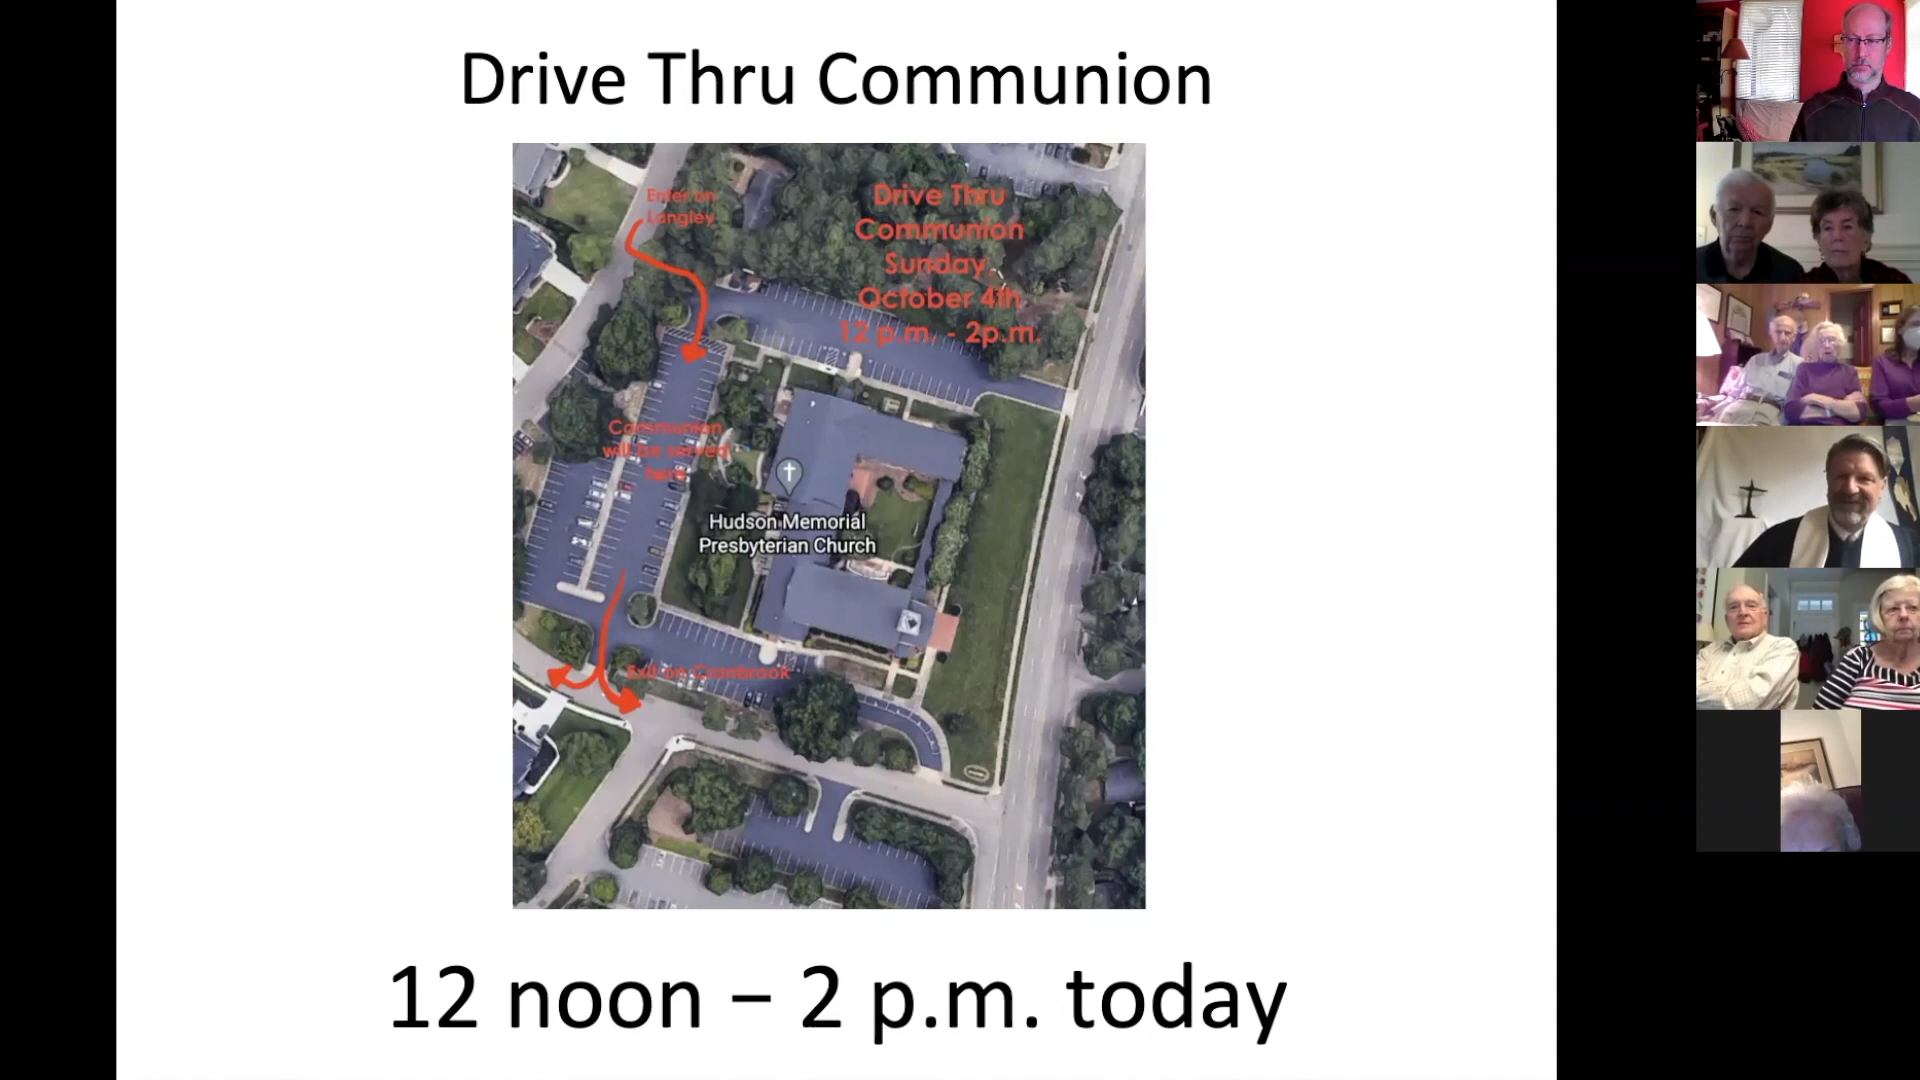 Drive Thru Communion
Enter on
Langley
Drive Thru
Communion
Sunday,
October 4th
12 p.m. - 2p.m.
Communion
will be served
here
Hudson Memorial
Presbyterian Church
Exit on Cranbrook
12 noon – 2 p.m. today